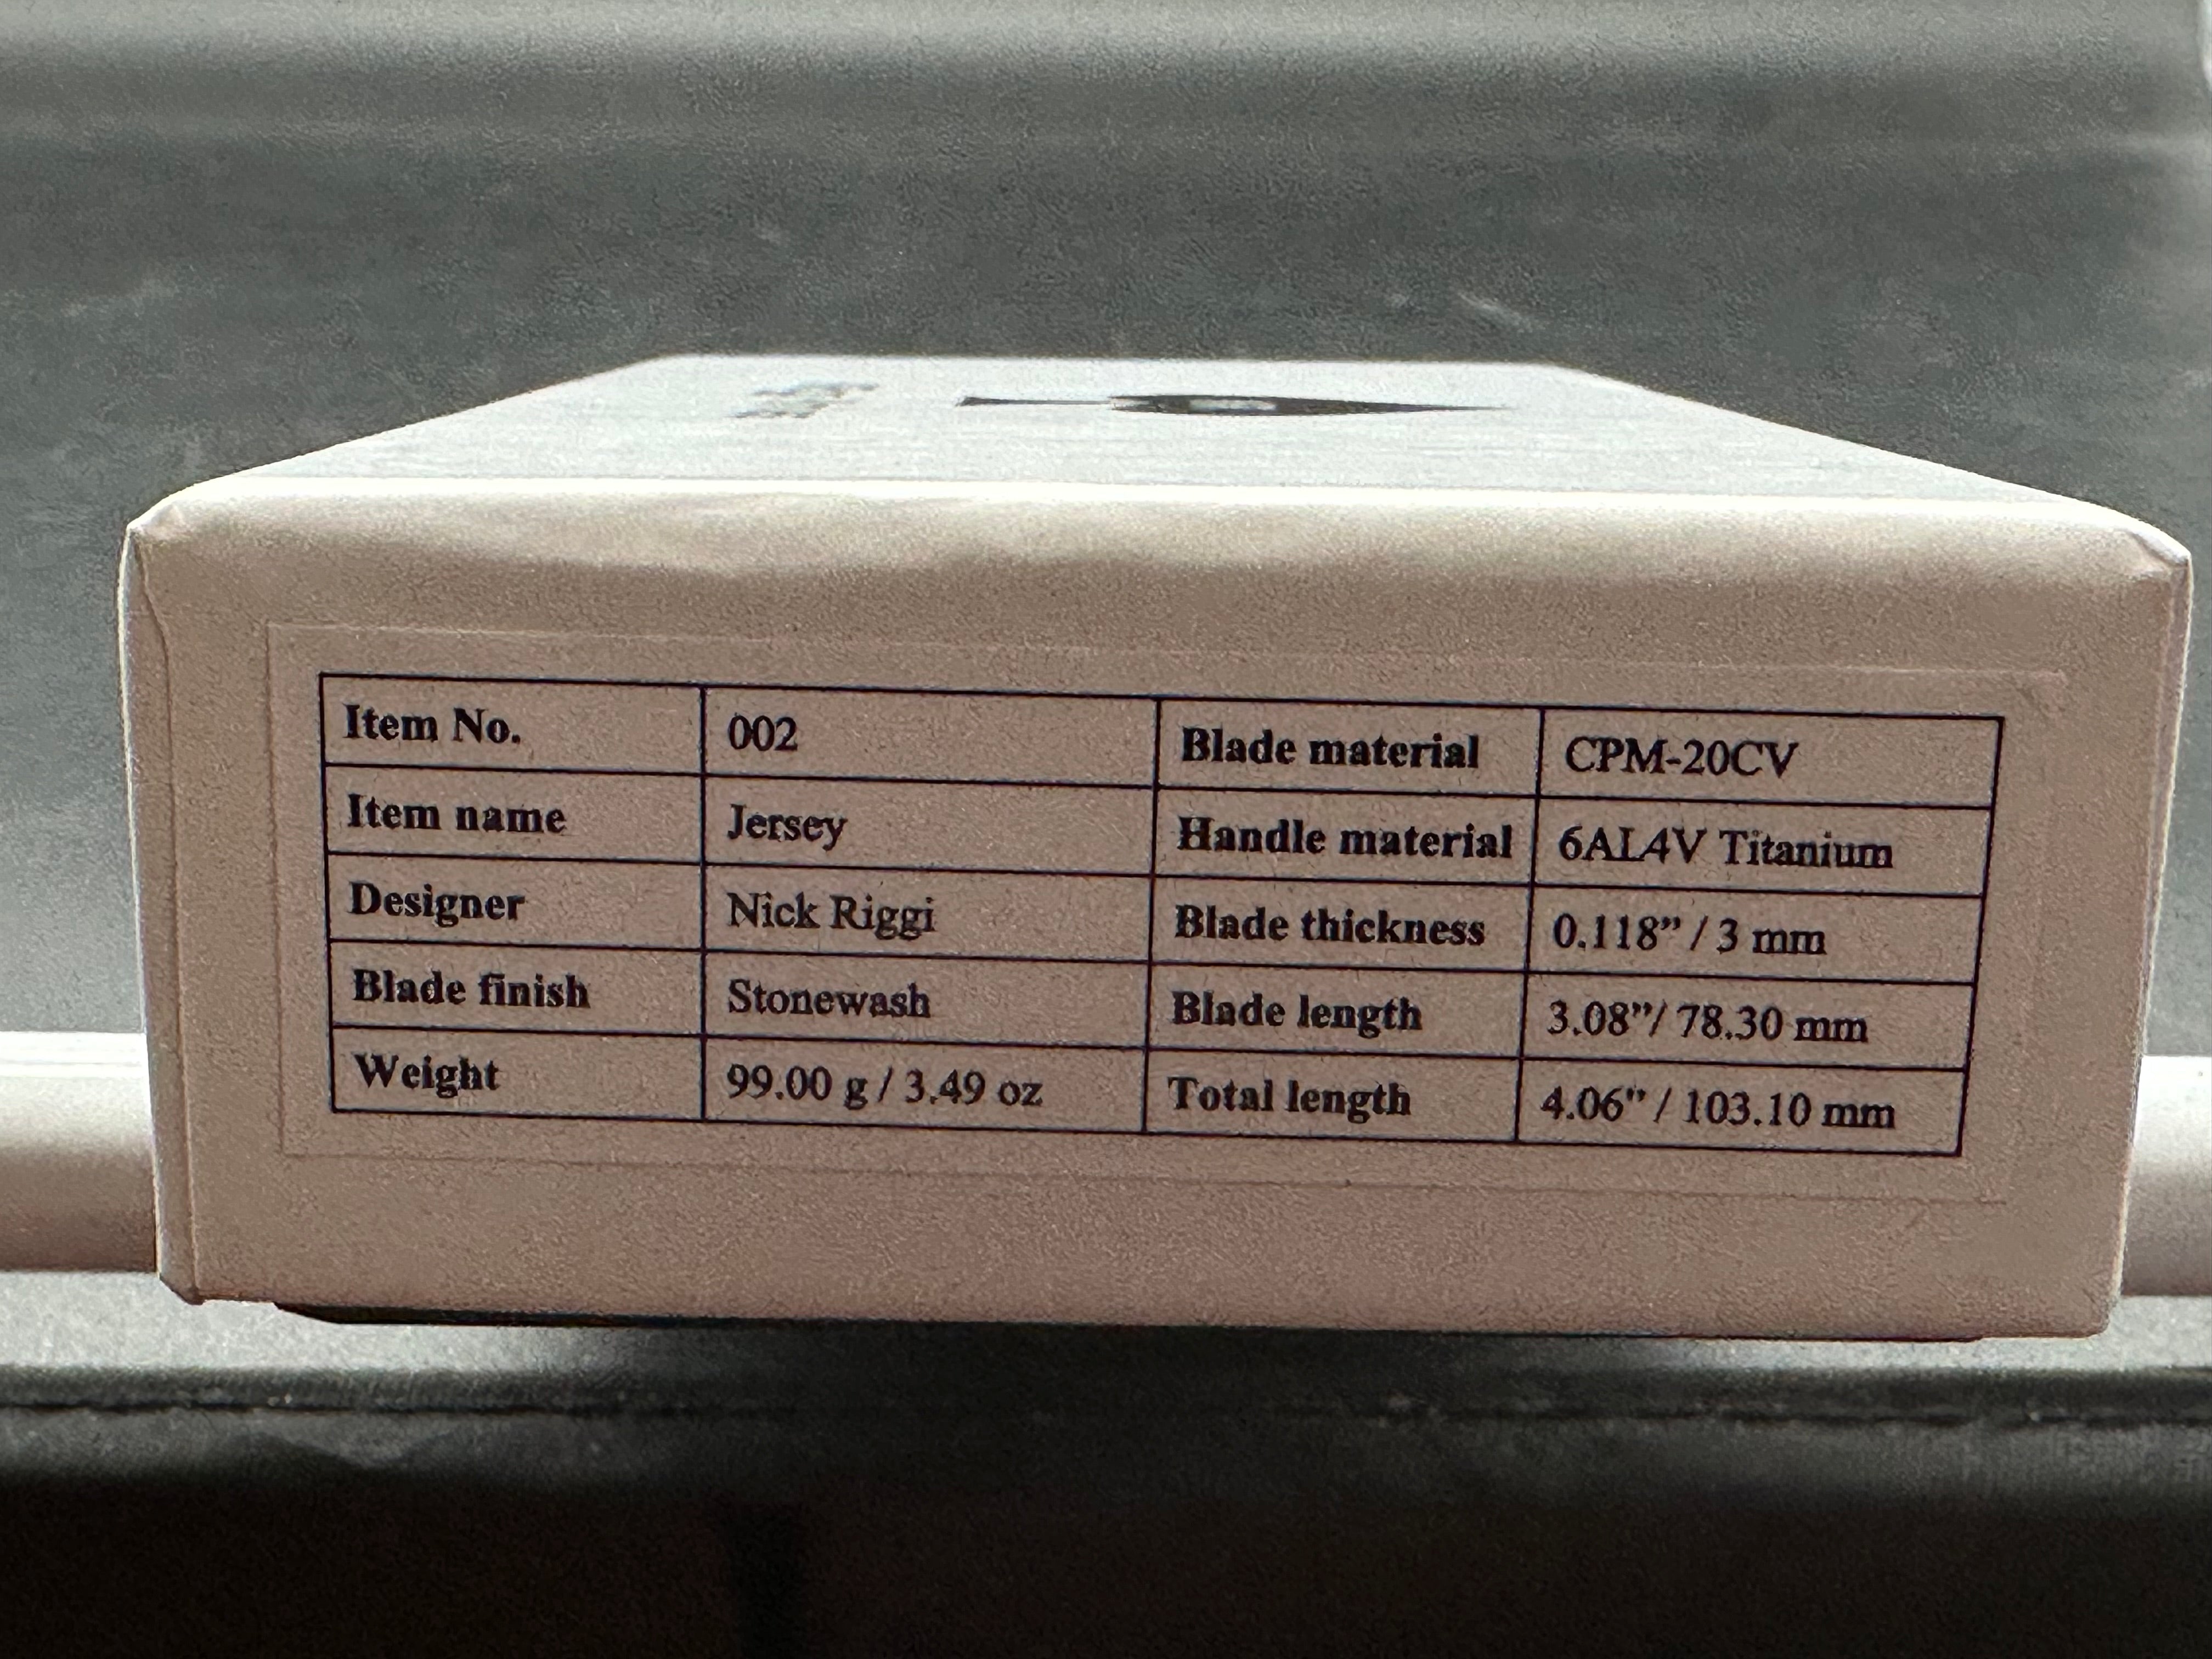 Item No. 002 Blade material CPM-20CV
Item name Jersey Handle material 6AL4V Titanium
Designer Nick Riggi Blade thickness 0.118” / 3 mm
Blade finish Stonewash Blade length 3.08”/ 78.30 mm
Weight 99.00 g / 3.49 oz Total length 4.06" / 103.10 mm